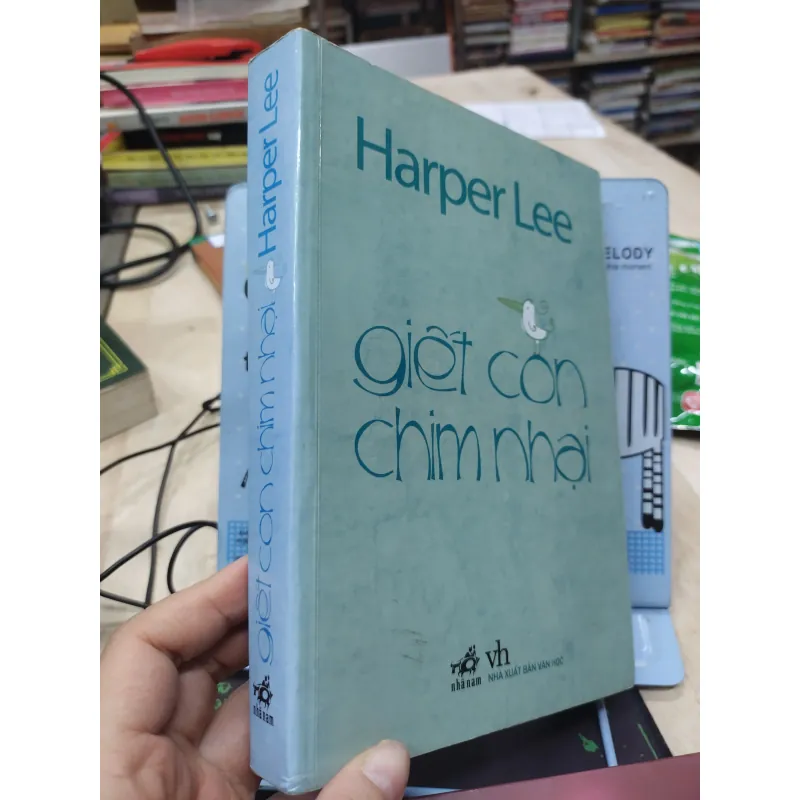 Harper Lee
giết con
chim nhại
nhã nam
vh
NHÀ XUẤT BẢN VĂN HỌC
giết con chim nhại Harper Lee
nhã nam
ELODY